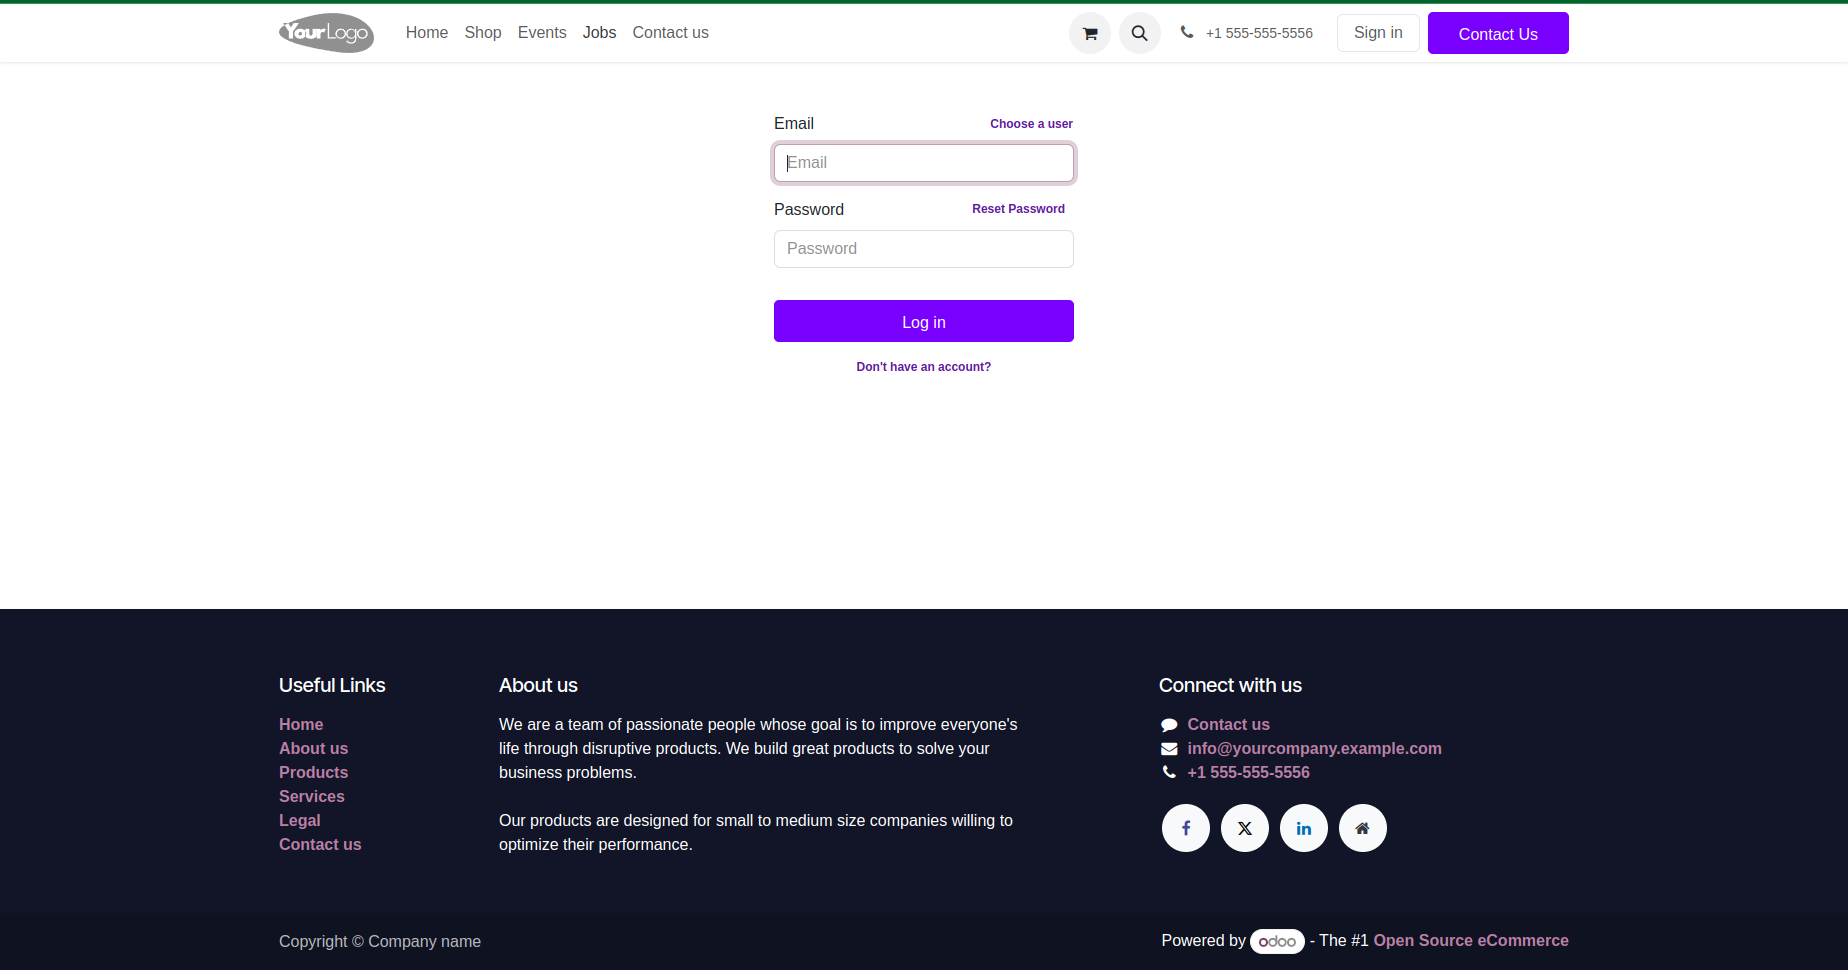 YourLogo
Home Shop Events Jobs Contact us
+1 555-555-5556
Sign in
Contact Us
Email Choose a user
Email
Password Reset Password
Password
Log in
Don't have an account?
Useful Links
Home
About us
Products
Services
Legal
Contact us
About us
We are a team of passionate people whose goal is to improve everyone's
life through disruptive products. We build great products to solve your
business problems.
Our products are designed for small to medium size companies willing to
optimize their performance.
Connect with us
Contact us
info@yourcompany.example.com
+1 555-555-5556
Copyright © Company name
Powered by odoo - The #1 Open Source eCommerce